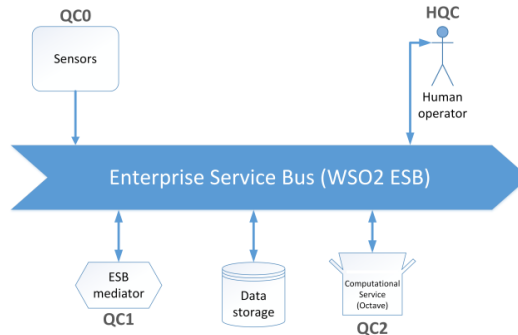 QC0
HQC
Sensors
Human
operator
Enterprise Service Bus (WSO2 ESB)
ESB
mediator
QC1
Data
storage
Computational
Service
(Octave)
QC2